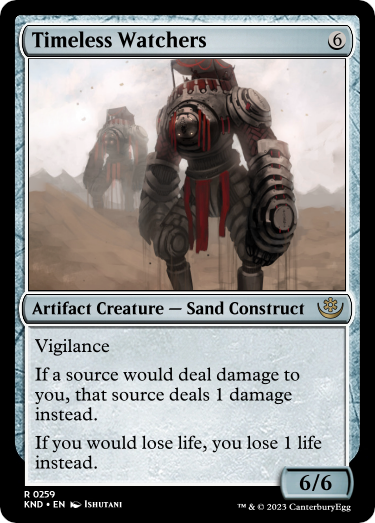 Timeless Watchers 6
Artifact Creature — Sand Construct
Vigilance
If a source would deal damage to
you, that source deals 1 damage
instead.
If you would lose life, you lose 1 life
instead.
6/6
R 0259
KND • EN ISHUTANI
™ & © 2023 CanterburyEgg